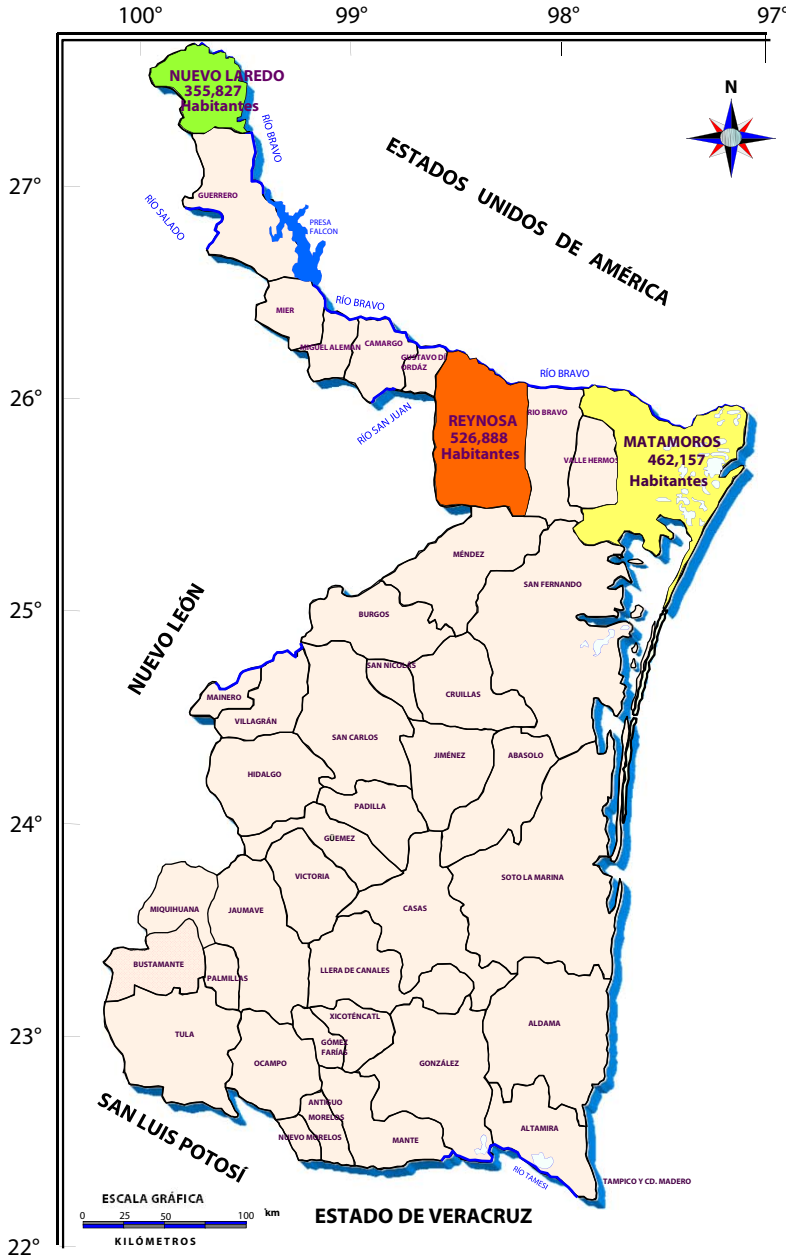 100°
99°
98°
97°
NUEVO LAREDO
355,827
Habitantes
N
RÍO BRAVO
ESTADOS UNIDOS DE AMÉRICA
27°
GUERRERO
RÍO SALADO
PRESA
FALCON
RÍO BRAVO
MIER
MIGUEL ALEMAN
CAMARGO
GUSTAVO DI
ORDÁZ
RÍO BRAVO
26°
RÍO SAN JUAN
REYNOSA
526,888
Habitantes
RIO BRAVO
VALLE HERMOS
MATAMOROS
462,157
Habitantes
MÉNDEZ
SAN FERNANDO
25°
NUEVO LEÓN
BURGOS
SAN NICOLAS
CRUILLAS
MAINERO
VILLAGRÁN
SAN CARLOS
JIMÉNEZ
ABASOLO
HIDALGO
PADILLA
24°
GÜEMEZ
VICTORIA
SOTO LA MARINA
MIQUIHUANA
JAUMAVE
CASAS
BUSTAMANTE
PALMILLAS
LLERA DE CANALES
XICOTÉNCATL
ALDAMA
23°
TULA
GÓMEZ
FARÍAS
OCAMPO
GONZÁLEZ
ANTIGUO
MORELOS
NUEVO MORELOS
MANTE
ALTAMIRA
SAN LUIS POTOSÍ
RÍO TAMESI
TAMPICO Y CD. MADERO
ESCALA GRÁFICA
0 25 50 100 km
KILÓMETROS
ESTADO DE VERACRUZ
22°